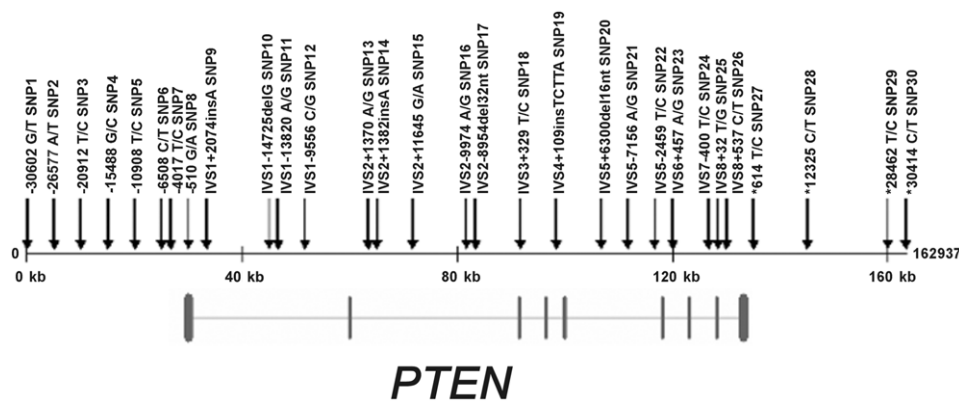 -30602 G/T SNP1
-26577 A/T SNP2
-20912 T/C SNP3
-15488 G/C SNP4
-10908 T/C SNP5
-6508 C/T SNP6
-4017 T/C SNP7
-510 G/A SNP8
IVS1+2074insA SNP9
IVS1-14725delG SNP10
IVS1-13820 A/G SNP11
IVS1-9556 C/G SNP12
IVS2+1370 A/G SNP13
IVS2+1382insA SNP14
IVS2+11645 G/A SNP15
IVS2-9974 A/G SNP16
IVS2-8954del32nt SNP17
IVS3+329 T/C SNP18
IVS4+109insTCTTA SNP19
IVS5+6300del16nt SNP20
IVS5-7156 A/G SNP21
IVS5-2459 T/C SNP22
IVS6+457 A/G SNP23
IVS7-400 T/C SNP24
IVS8+32 T/G SNP25
IVS8+537 C/T SNP26
*614 T/C SNP27
*12325 C/T SNP28
*28462 T/C SNP29
*30414 C/T SNP30
0
162937
0 kb
40 kb
80 kb
120 kb
160 kb
PTEN